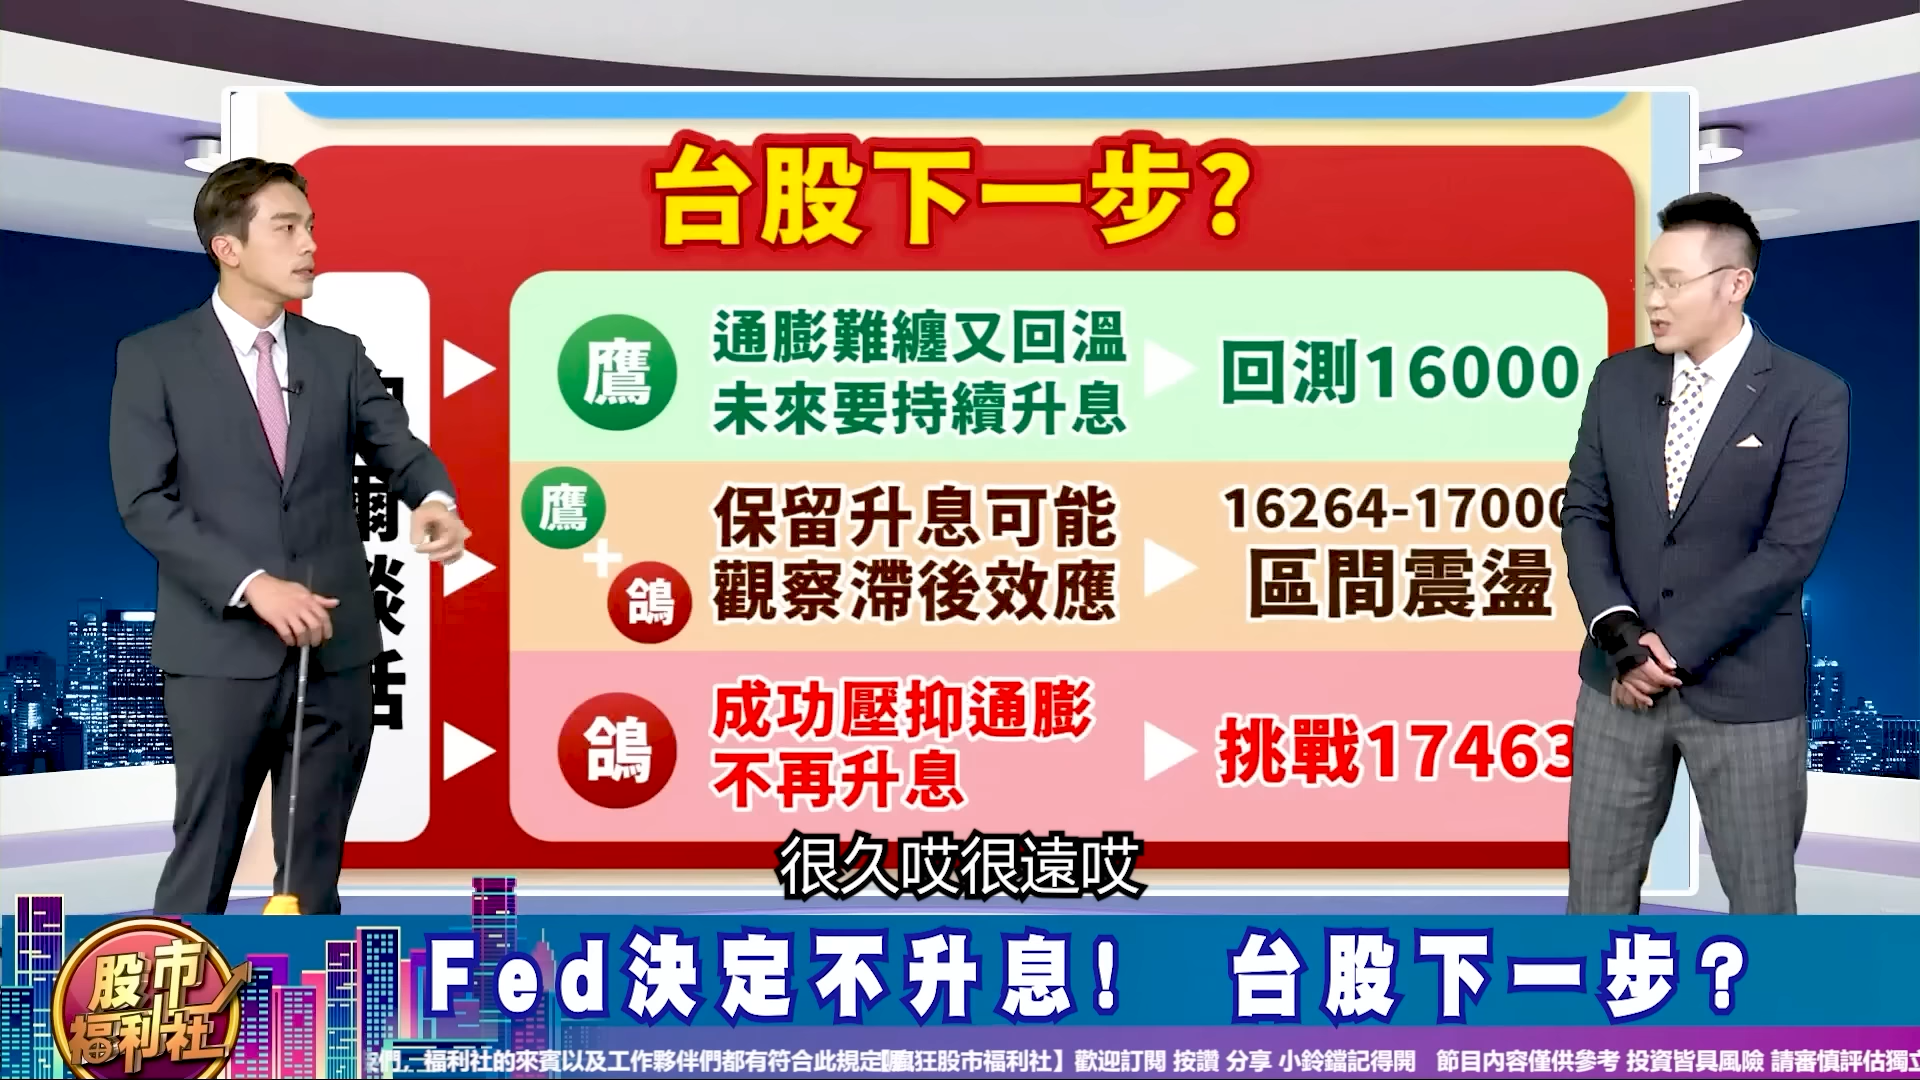 台股下一步?
鷹
通膨難纏又回溫
未來要持續升息
回測16000
鷹
+
鴿
保留升息可能
觀察滯後效應
16264-17000
區間震盪
鴿
成功壓抑通膨
不再升息
挑戰17463
談話
很久哎很遠哎
Fed決定不升息! 台股下一步?
股市
福利社
們,福利社的來賓以及工作夥伴們都有符合此規定【瘋狂股市福利社】歡迎訂閱 按讚 分享 小鈴鐺記得開 節目內容僅供參考 投資皆具風險 請審慎評估獨立